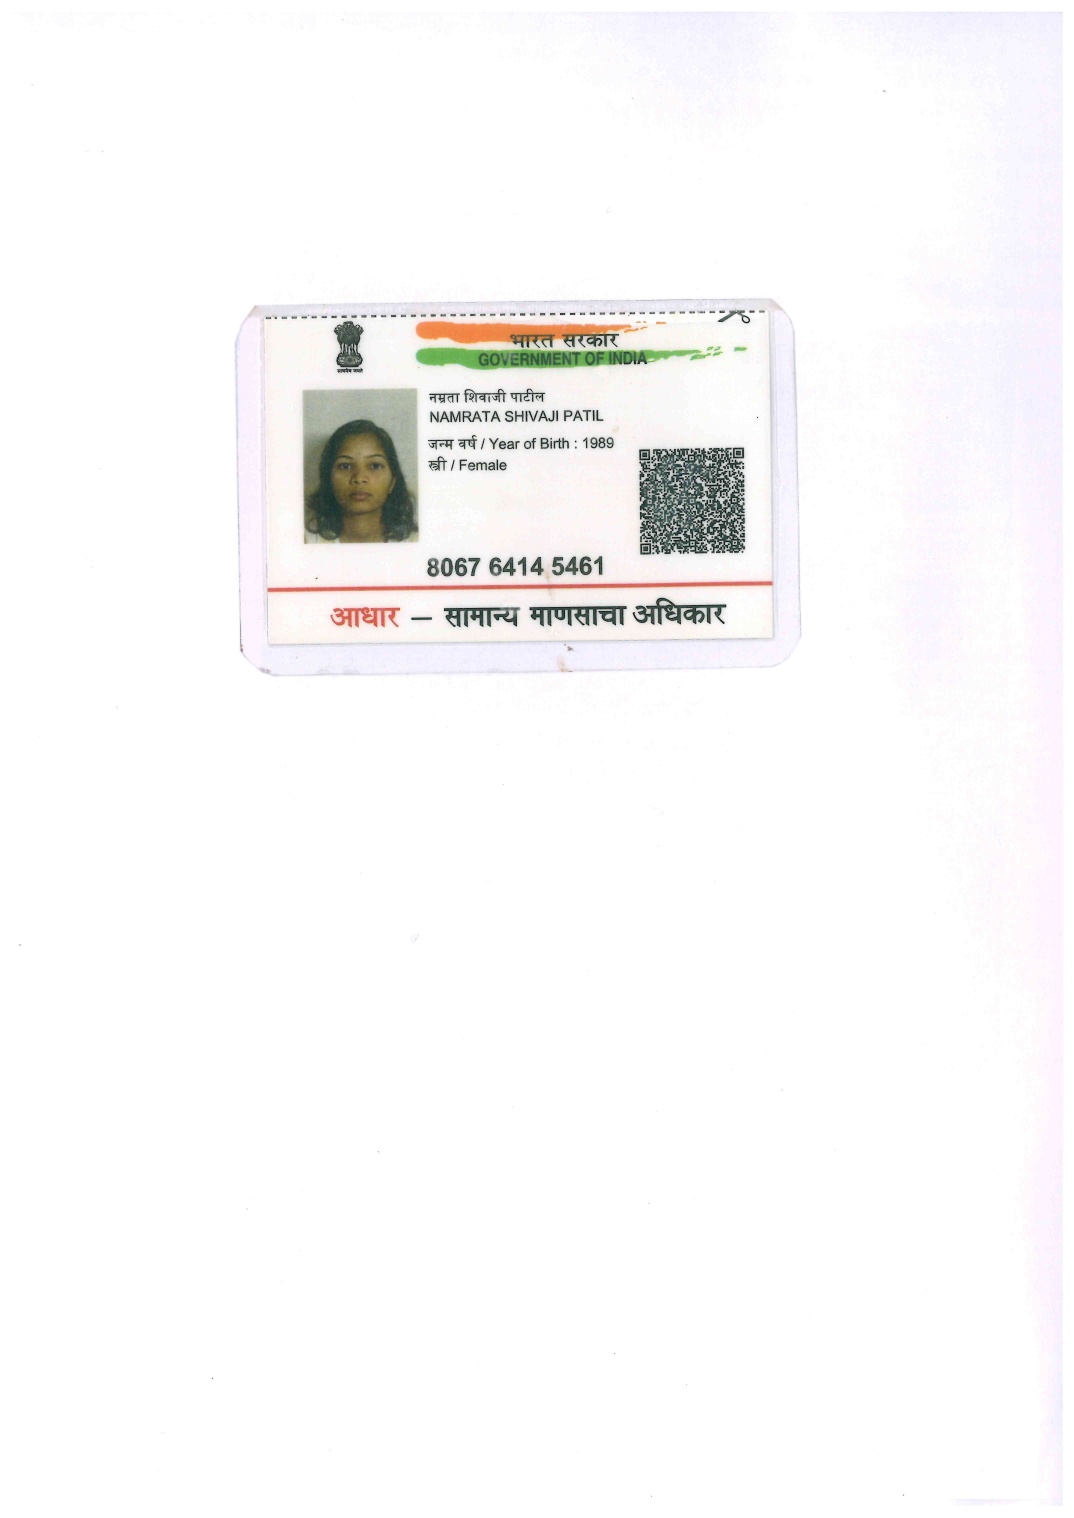 भारत सरकार
GOVERNMENT OF INDIA
सत्यमेव जयते
नम्रता शिवाजी पाटील
NAMRATA SHIVAJI PATIL
जन्म वर्ष / Year of Birth : 1989
स्त्री / Female
8067 6414 5461
आधार – सामान्य माणसाचा अधिकार